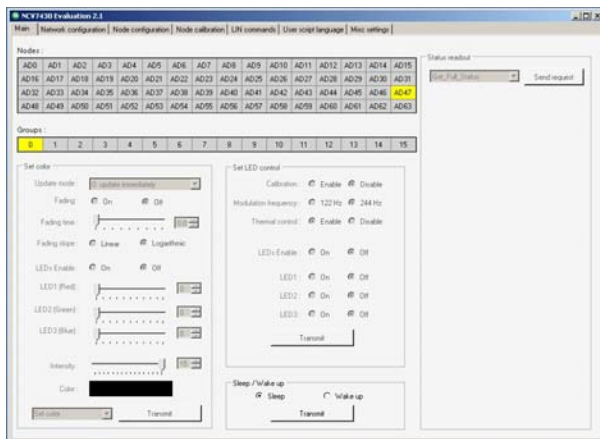 NCV7430 Evaluation 2.1
Main Network configuration Node configuration Node calibration LIN commands User script language Misc settings
Nodes :
AD0 AD1 AD2 AD3 AD4 AD5 AD6 AD7 AD8 AD9 AD10 AD11 AD12 AD13 AD14 AD15
AD16 AD17 AD18 AD19 AD20 AD21 AD22 AD23 AD24 AD25 AD26 AD27 AD28 AD29 AD30 AD31
AD32 AD33 AD34 AD35 AD36 AD37 AD38 AD39 AD40 AD41 AD42 AD43 AD44 AD45 AD46 AD47
AD48 AD49 AD50 AD51 AD52 AD53 AD54 AD55 AD56 AD57 AD58 AD59 AD60 AD61 AD62 AD63
Groups :
0 1 2 3 4 5 6 7 8 9 10 11 12 13 14 15
Set color
Update mode : 0: update immediately
Fading : On Off
Fading time :
Fading slope : Linear Logarithmic
LEDs Enable : On Off
LED1 (Red):
LED2 (Green):
LED3 (Blue):
Intensity :
Color :
Set color Transmit
Set LED control
Calibration : Enable Disable
Modulation frequency : 122 Hz 244 Hz
Thermal control : Enable Disable
LEDs Enable : On Off
LED1 : On Off
LED2 : On Off
LED3 : On Off
Transmit
Sleep / Wake up
Sleep Wake up
Transmit
Status readout
Get_Full_Status Send request